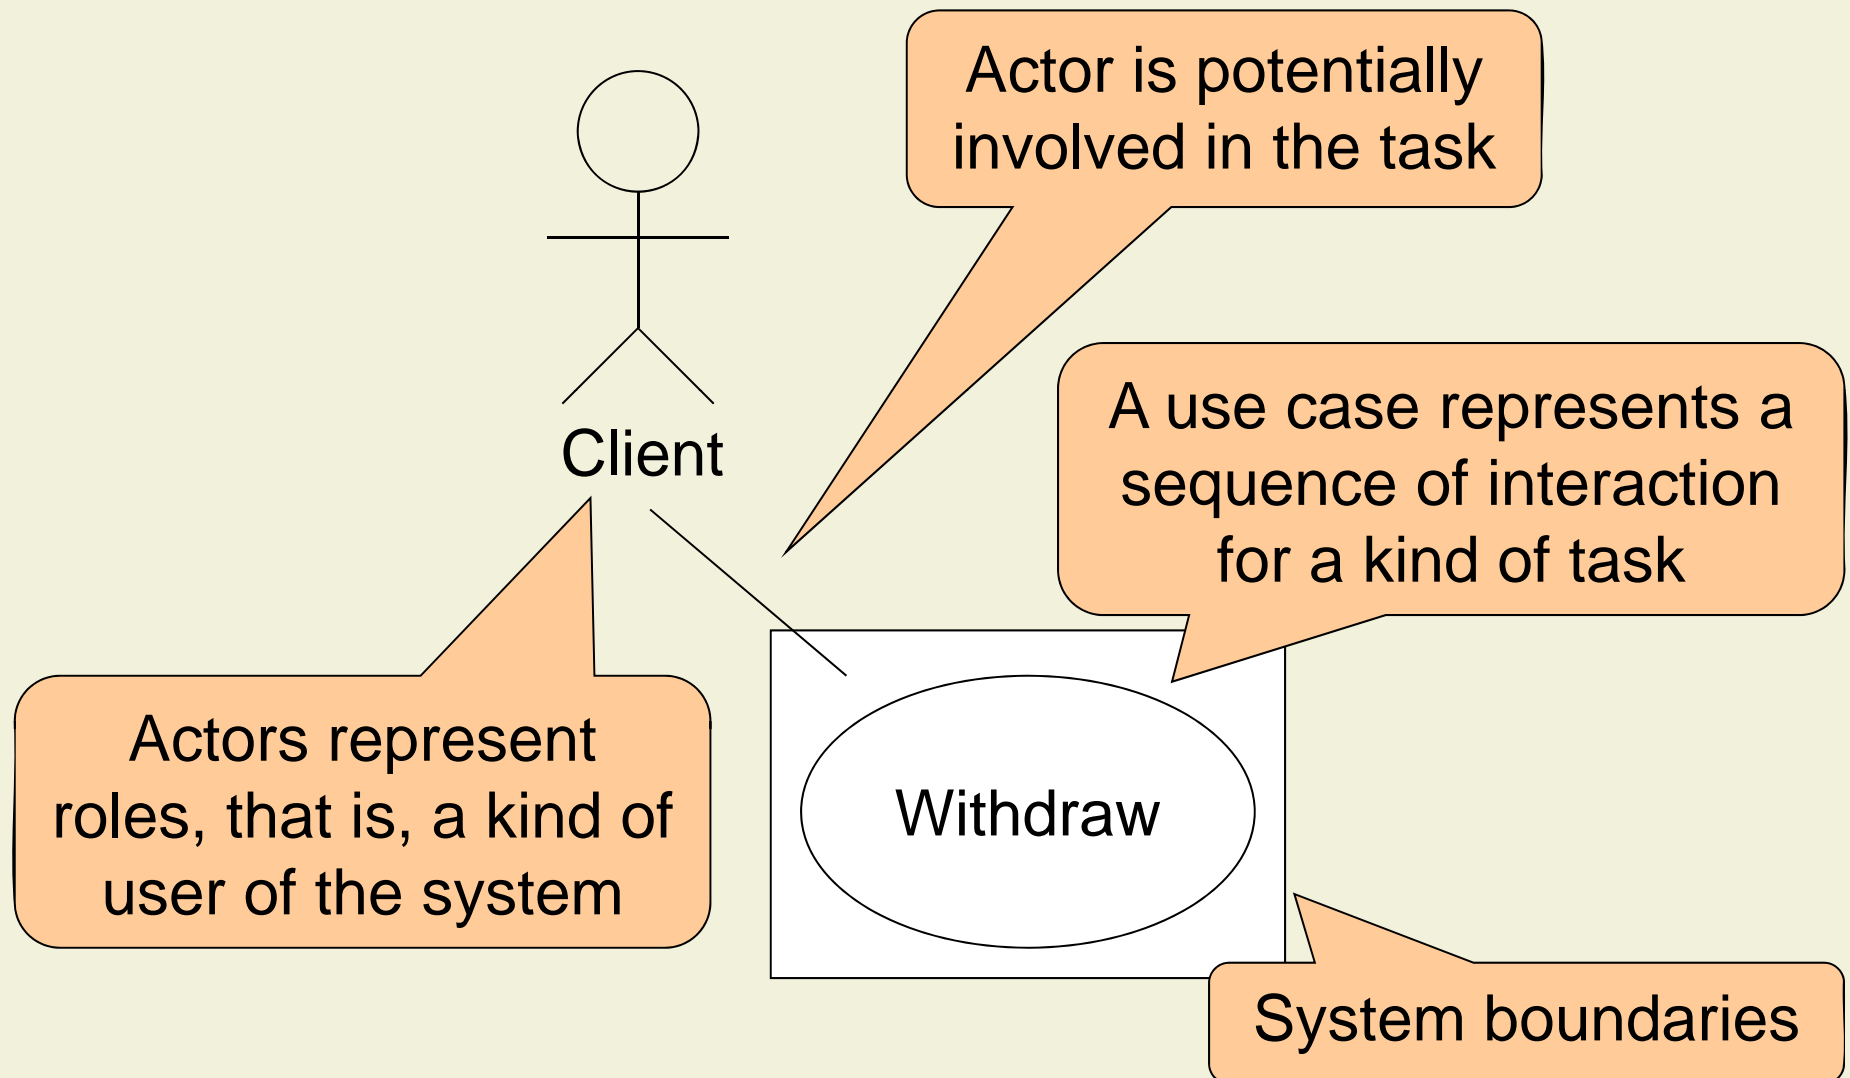 Actor is potentially
involved in the task
Client
A use case represents a
sequence of interaction
for a kind of task
Actors represent
roles, that is, a kind of
user of the system
Withdraw
System boundaries